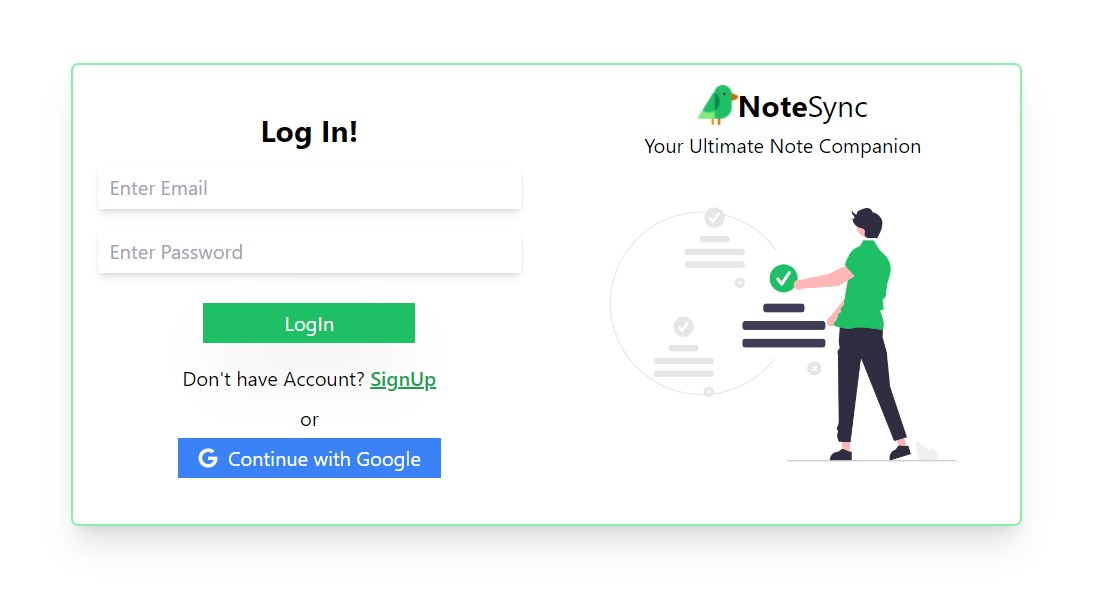 Log In!
Enter Email
Enter Password
LogIn
Don't have Account? SignUp
or
Continue with Google
NoteSync
Your Ultimate Note Companion